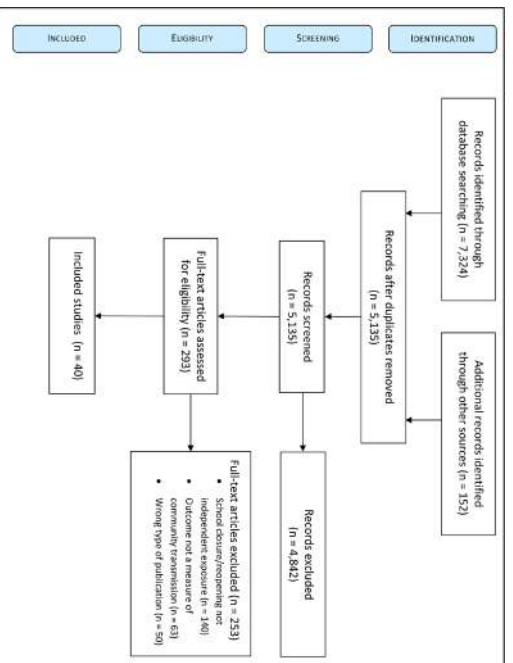 IDENTIFICATION
SCREENING
ELIGIBILITY
INCLUDED
Records identified through
database searching (n = 7,324)
Additional records identified
through other sources (n = 152)
Records after duplicates removed
(n = 5,135)
Records screened
(n = 5,135)
Records excluded
(n = 4,842)
Full-text articles assessed
for eligibility (n = 293)
Full-text articles excluded (n = 253)
• School closure/reopening not
independent exposure (n = 140)
• Outcome not a measure of
community transmission (n = 63)
• Wrong type of publication (n = 50)
Included studies (n = 40)